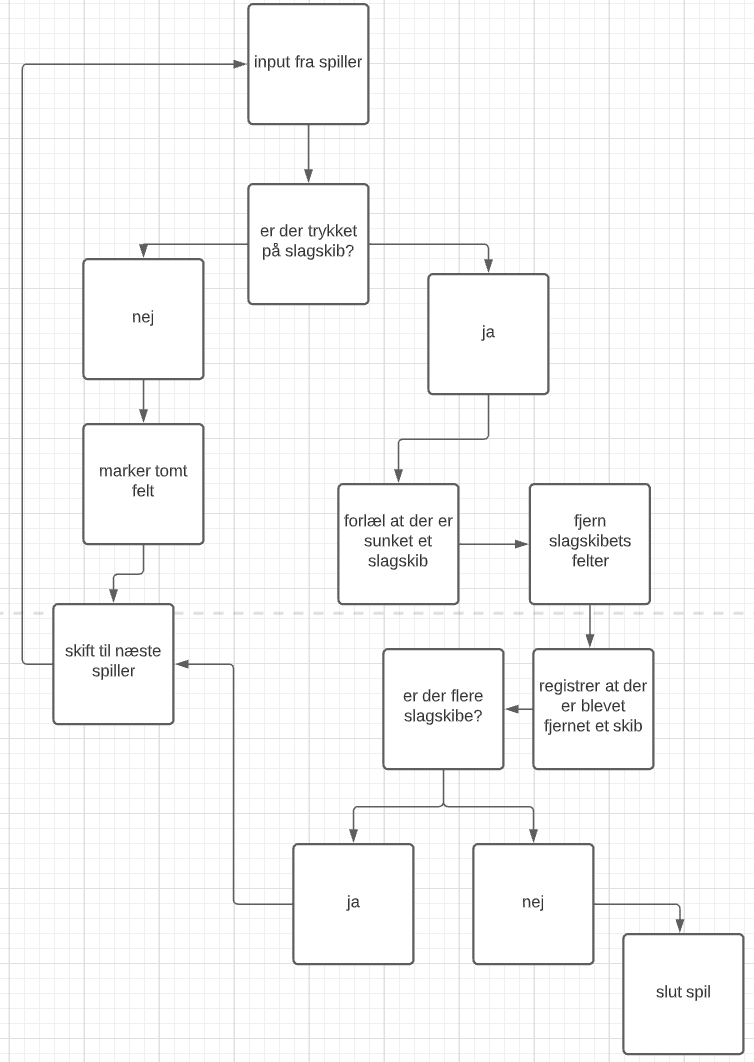 input fra spiller
er der trykket
på slagskib?
nej
ja
marker tomt
felt
forlæl at der er
sunket et
slagskib
fjern
slagskibets
felter
skift til næste
spiller
er der flere
slagskibe?
registrer at der
er blevet
fjernet et skib
ja
nej
slut spil